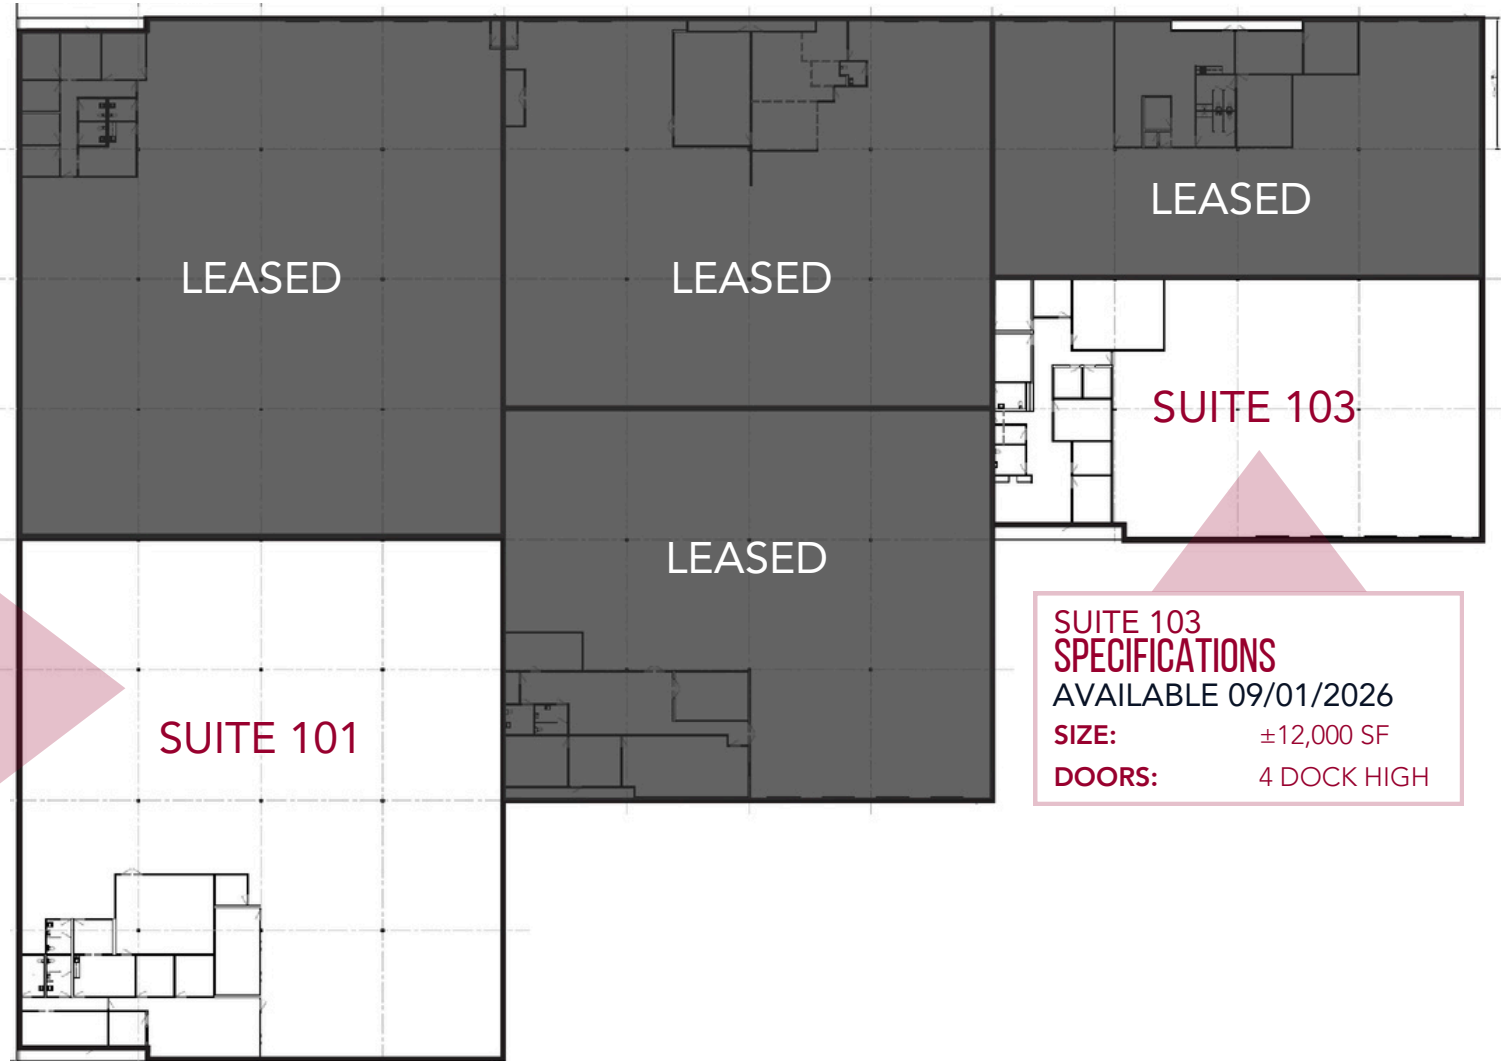 LEASED
LEASED
LEASED
SUITE 103
LEASED
SUITE 101
SUITE 103
SPECIFICATIONS
AVAILABLE 09/01/2026
SIZE: ±12,000 SF
DOORS: 4 DOCK HIGH